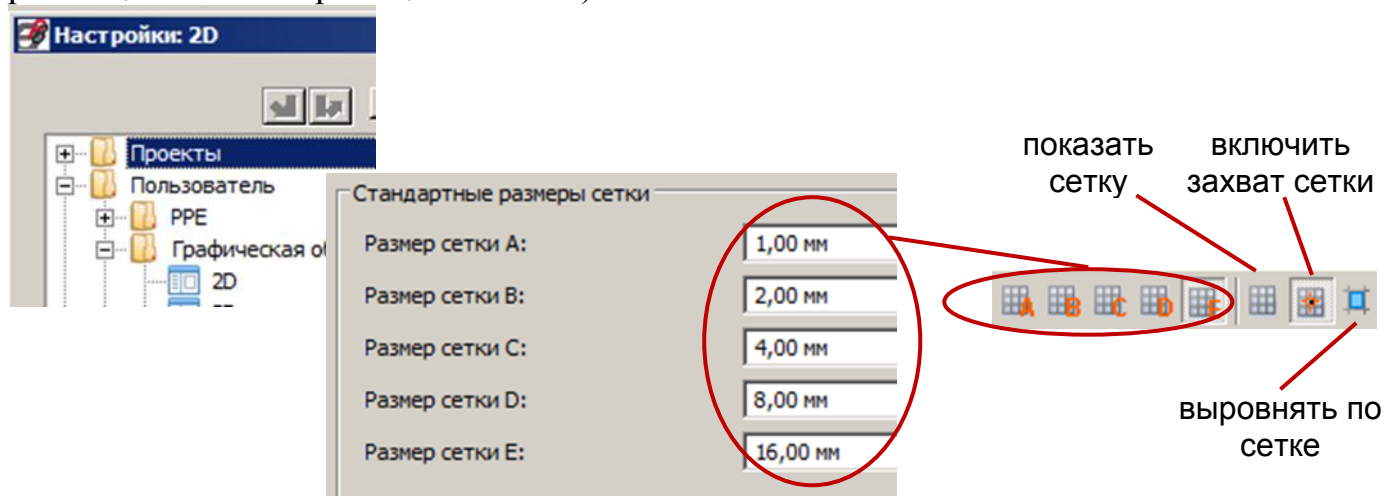 Настройки: 2D
Проекты
Пользователь
PPE
Графическая о
2D
Стандартные размеры сетки
Размер сетки A:
1,00 мм
Размер сетки B:
2,00 мм
Размер сетки C:
4,00 мм
Размер сетки D:
8,00 мм
Размер сетки E:
16,00 мм
показать
сетку
включить
захват сетки
A B C D E
выровнять по
сетке